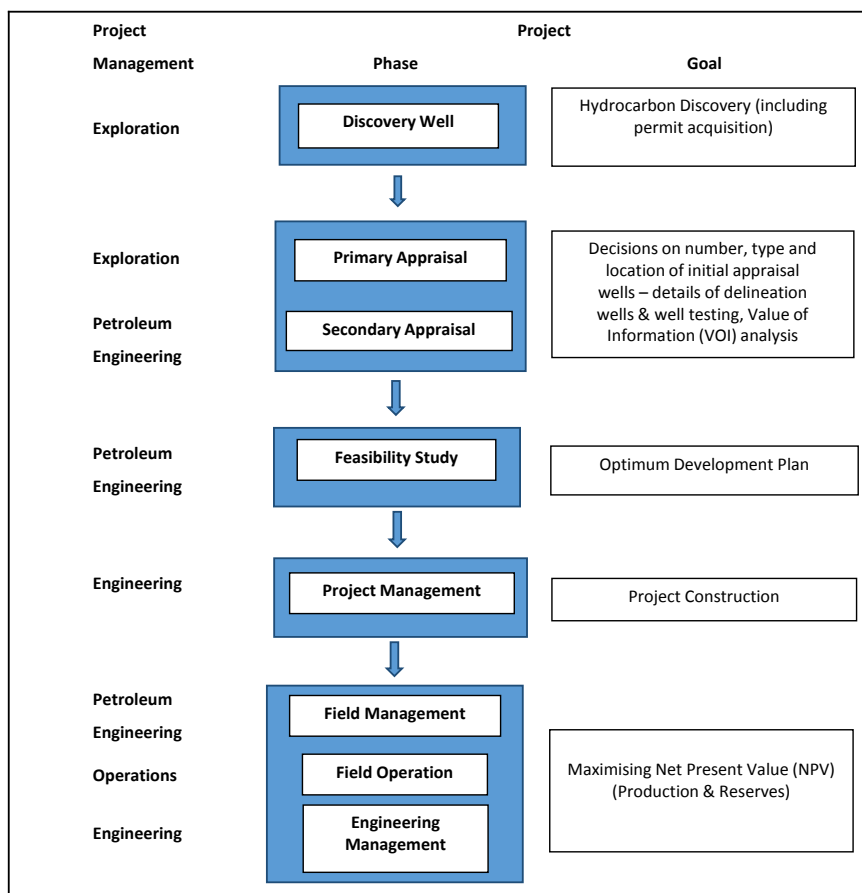 Project Project
Management Phase Goal
Exploration
Discovery Well
Hydrocarbon Discovery (including
permit acquisition)
Exploration
Primary Appraisal
Petroleum
Engineering
Secondary Appraisal
Decisions on number, type and
location of initial appraisal
wells – details of delineation
wells & well testing, Value of
Information (VOI) analysis
Petroleum
Engineering
Feasibility Study
Optimum Development Plan
Engineering
Project Management
Project Construction
Petroleum
Engineering
Field Management
Operations
Field Operation
Engineering
Engineering
Management
Maximising Net Present Value (NPV)
(Production & Reserves)